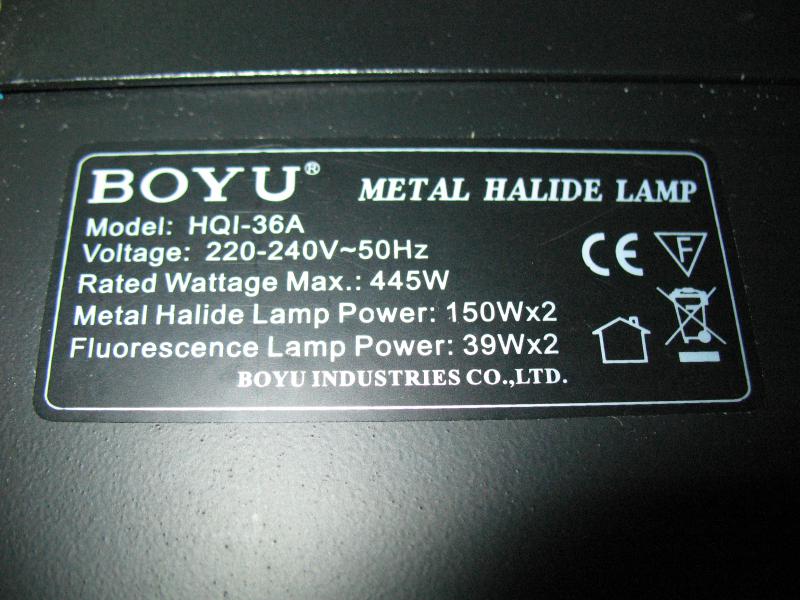 BOYU® METAL HALIDE LAMP
Model: HQI-36A
Voltage: 220-240V~50Hz
Rated Wattage Max.: 445W
Metal Halide Lamp Power: 150Wx2
Fluorescence Lamp Power: 39Wx2
BOYU INDUSTRIES CO.,LTD.
CE F